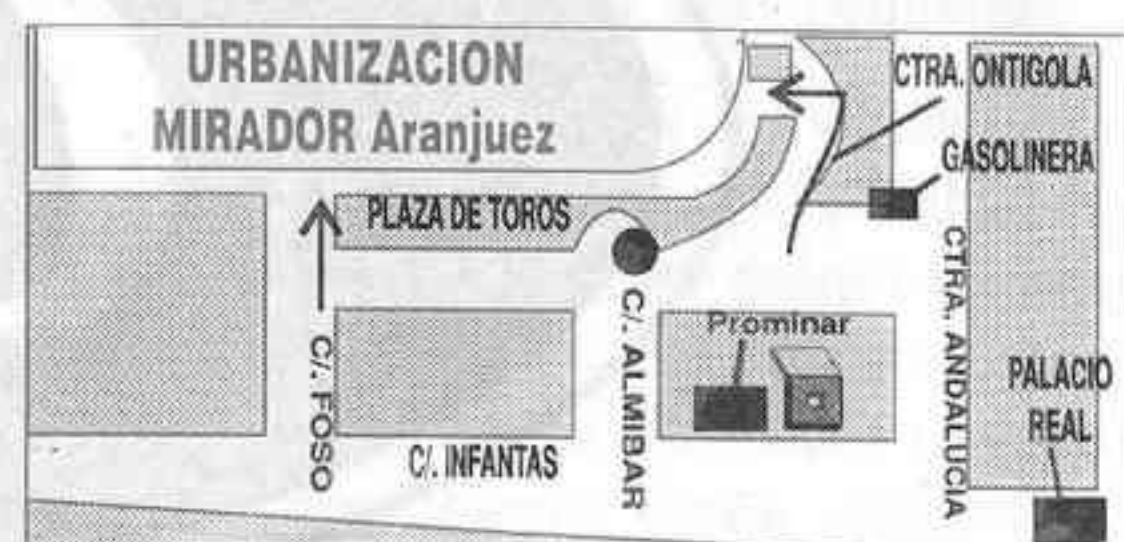 URBANIZACION
MIRADOR Aranjuez
CTRA. ONTIGOLA
GASOLINERA
PLAZA DE TOROS
C/. FOSO
C/. INFANTAS
C/. ALMIBAR
Prominar
CTRA. ANDALUCIA
PALACIO
REAL